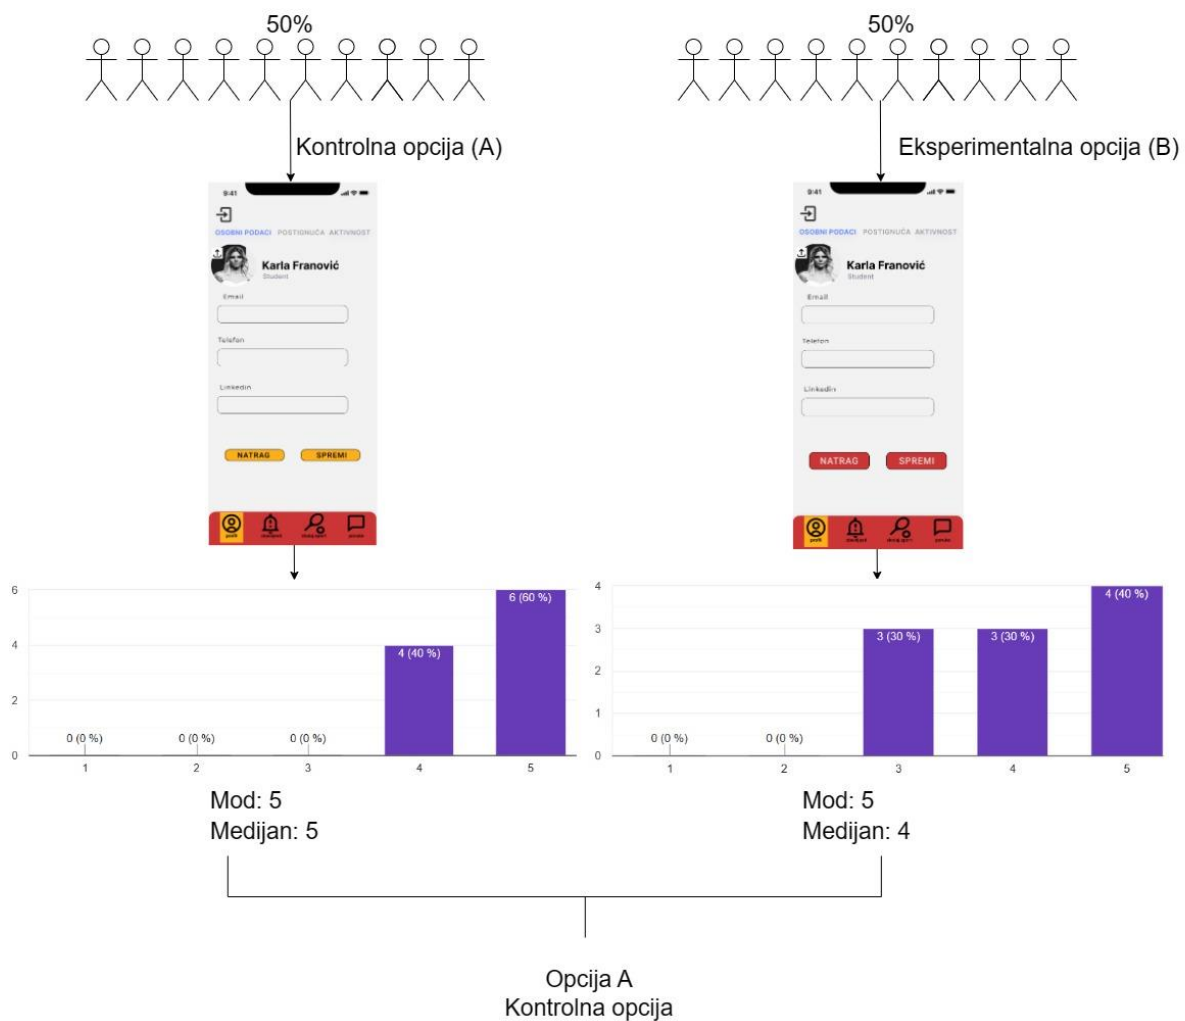 50%
50%
Kontrolna opcija (A)
Eksperimentalna opcija (B)
9:41
OSOBNI PODACI POSTIGNUĆA AKTIVNOST
Karla Franović
Student
Email
Telefon
Linkedin
NATRAG SPREMI
profil
9:41
OSOBNI PODACI POSTIGNUĆA AKTIVNOST
Karla Franović
Student
Email
Telefon
Linkedin
NATRAG SPREMI
profil
6
4
2
0
0 (0 %) 0 (0 %) 0 (0 %) 4 (40 %) 6 (60 %)
1 2 3 4 5
4
3
2
1
0
0 (0 %) 0 (0 %) 3 (30 %) 3 (30 %) 4 (40 %)
1 2 3 4 5
Mod: 5
Medijan: 5
Mod: 5
Medijan: 4
Opcija A
Kontrolna opcija